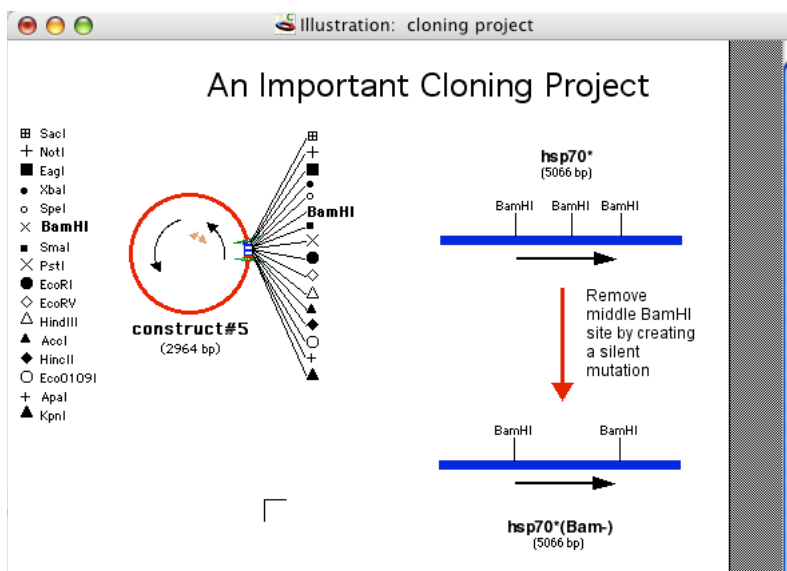 Illustration: cloning project
An Important Cloning Project
SacI
NotI
EagI
XbaI
SpeI
BamHI
SmaI
PstI
EcoRI
EcoRV
HindIII
AccI
HincII
EcoO109I
ApaI
KpnI
BamHI
construct#5
(2964 bp)
hsp70*
(5066 bp)
BamHI BamHI BamHI
Remove
middle BamHI
site by creating
a silent
mutation
BamHI BamHI
hsp70*(Bam-)
(5066 bp)